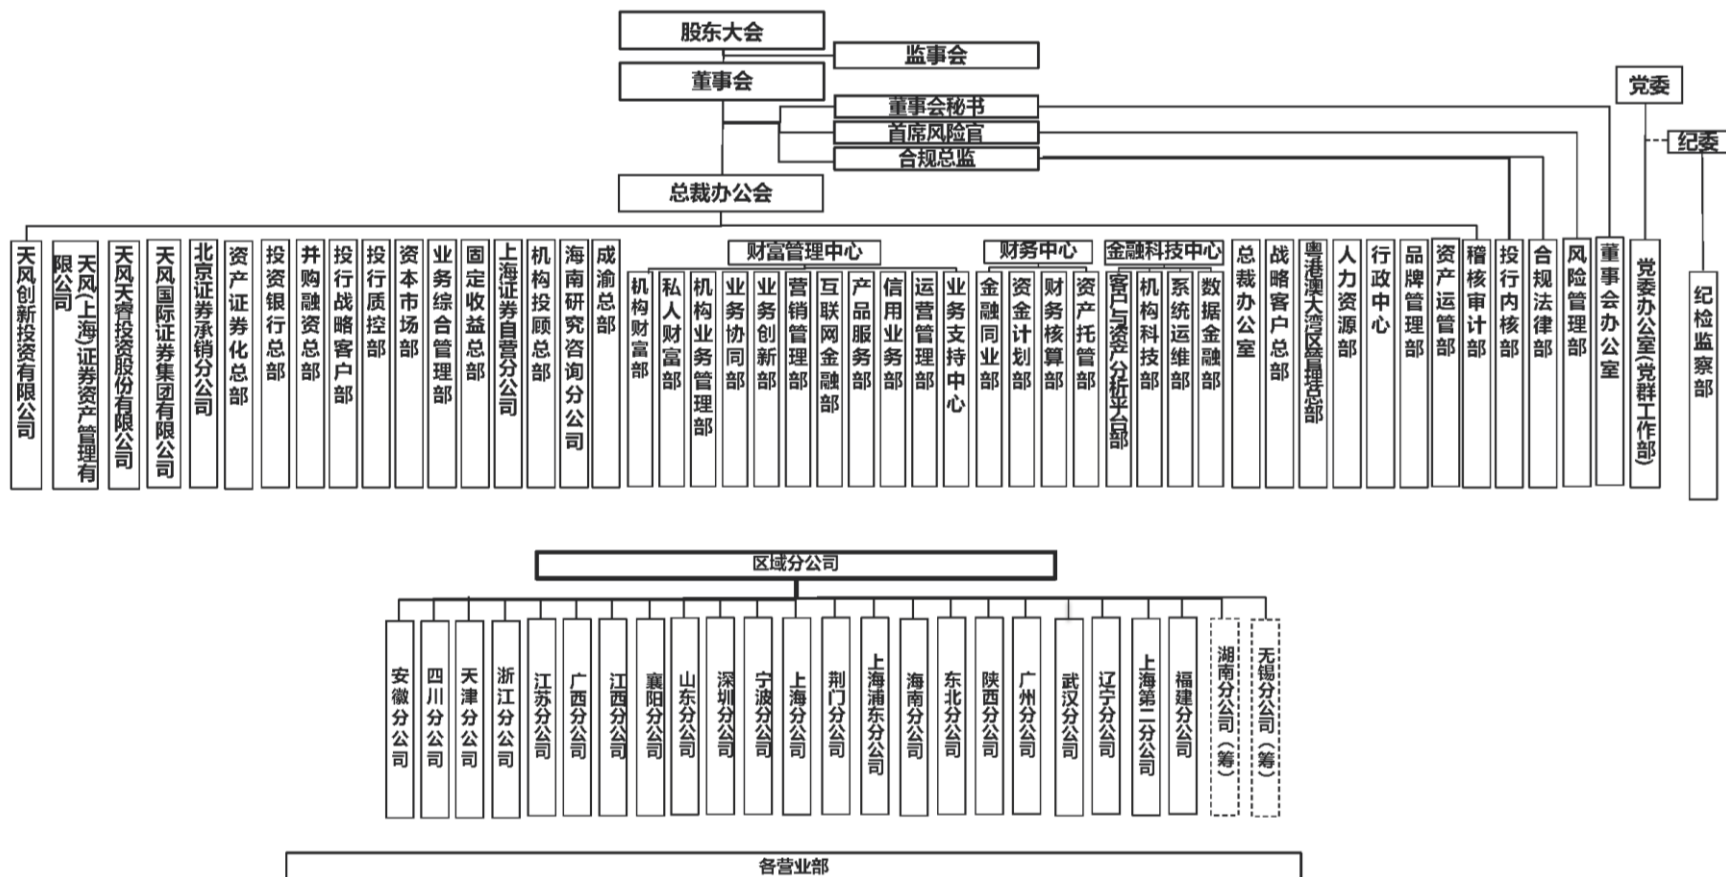 股东大会
监事会
董事会
党委
董事会秘书
首席风险官
纪委
合规总监
总裁办公会
天风创新投资有限公司
天风(上海)证券资产管理有
限公司
天风天睿投资股份有限公司
天风国际证券集团有限公司
北京证券承销分公司
资产证券化总部
投资银行总部
并购融资总部
投行战略客户部
投行质控部
资本市场部
业务综合管理部
固定收益总部
上海证券自营分公司
机构投顾总部
海南研究咨询分公司
成渝总部
财富管理中心
机构财富部
私人财富部
机构业务管理部
业务协同部
业务创新部
营销管理部
互联网金融部
产品服务部
信用业务部
运营管理部
业务支持中心
财务中心
金融同业部
资金计划部
财务核算部
资产托管部
金融科技中心
客户与资产分析平台部
机构科技部
系统运维部
数据金融部
总裁办公室
战略客户总部
粤港澳大湾区管理总部
人力资源部
行政中心
品牌管理部
资产运管部
稽核审计部
投行内核部
合规法律部
风险管理部
董事会办公室
党委办公室(党群工作部)
纪检监察部
区域分公司
安徽分公司
四川分公司
天津分公司
浙江分公司
江苏分公司
广西分公司
江西分公司
襄阳分公司
山东分公司
深圳分公司
宁波分公司
上海分公司
荆门分公司
上海浦东分公司
海南分公司
东北分公司
陕西分公司
广州分公司
武汉分公司
辽宁分公司
上海第二分公司
福建分公司
湖南分公司（筹）
无锡分公司（筹）
各营业部